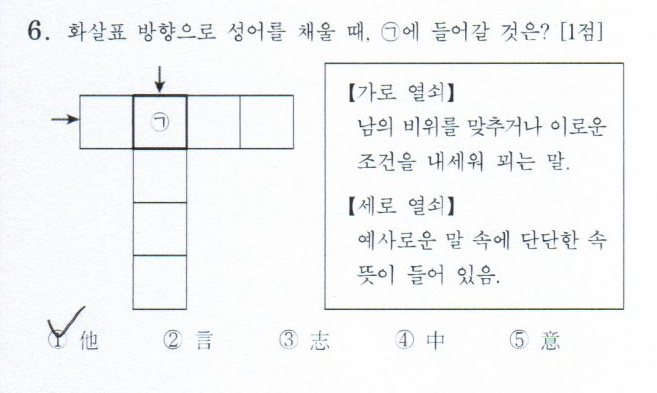 6. 화살표 방향으로 성어를 채울 때, ㉠에 들어갈 것은? [1점]
㉠
【가로 열쇠】
남의 비위를 맞추거나 이로운
조건을 내세워 꾀는 말.
【세로 열쇠】
예사로운 말 속에 단단한 속
뜻이 들어 있음.
① 他 ② 言 ③ 志 ④ 中 ⑤ 意